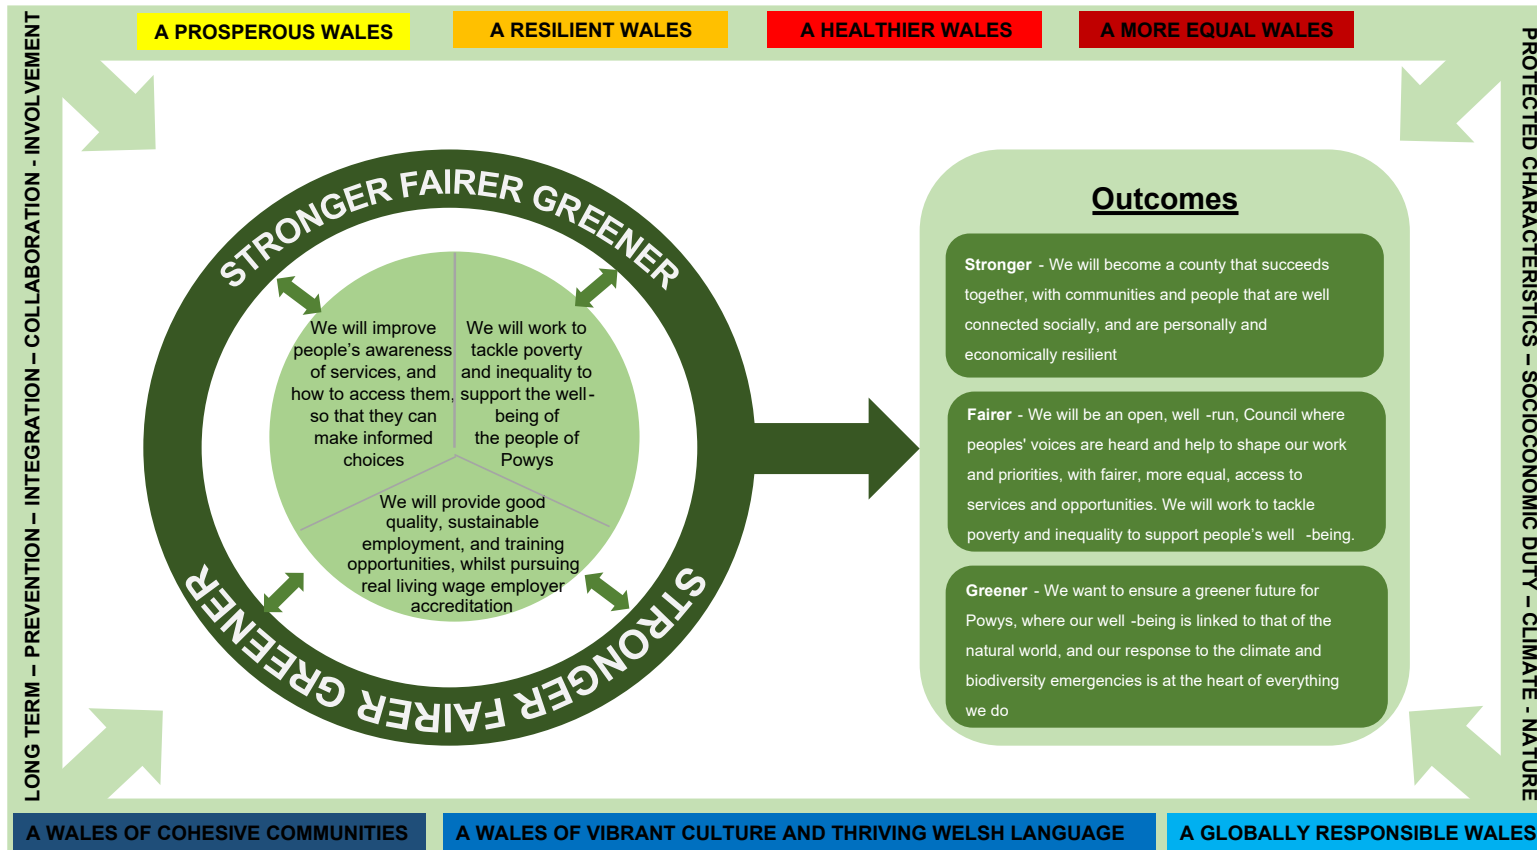 A PROSPEROUS WALES
A RESILIENT WALES
A HEALTHIER WALES
A MORE EQUAL WALES
LONG TERM – PREVENTION – INTEGRATION – COLLABORATION - INVOLVEMENT
STRONGER FAIRER GREENER
We will improve
people's awareness
of services, and
how to access them,
so that they can
make informed
choices
We will work to
tackle poverty
and inequality to
support the well-
being of
the people of
Powys
We will provide good
quality, sustainable
employment, and training
opportunities, whilst pursuing
real living wage employer
accreditation
STRONGER FAIRER GREENER
Outcomes
Stronger - We will become a county that succeeds
together, with communities and people that are well
connected socially, and are personally and
economically resilient
Fairer - We will be an open, well -run, Council where
peoples' voices are heard and help to shape our work
and priorities, with fairer, more equal, access to
services and opportunities. We will work to tackle
poverty and inequality to support people's well -being.
Greener - We want to ensure a greener future for
Powys, where our well -being is linked to that of the
natural world, and our response to the climate and
biodiversity emergencies is at the heart of everything
we do
PROTECTED CHARACTERISTICS – SOCIOECONOMIC DUTY – CLIMATE - NATURE
A WALES OF COHESIVE COMMUNITIES
A WALES OF VIBRANT CULTURE AND THRIVING WELSH LANGUAGE
A GLOBALLY RESPONSIBLE WALES